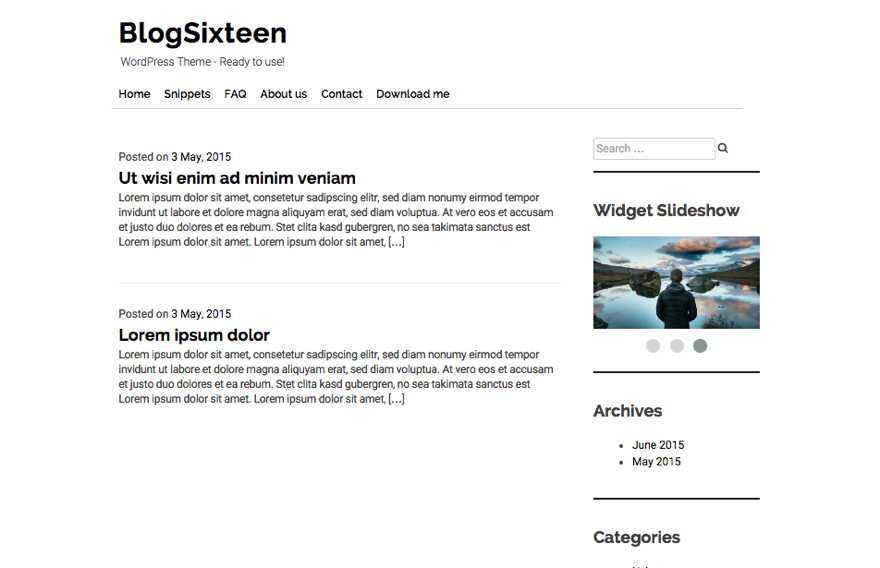 BlogSixteen
WordPress Theme - Ready to use!
Home Snippets FAQ About us Contact Download me
Posted on 3 May, 2015
Ut wisi enim ad minim veniam
Lorem ipsum dolor sit amet, consetetur sadipscing elitr, sed diam nonumy eirmod tempor
invidunt ut labore et dolore magna aliquyam erat, sed diam voluptua. At vero eos et accusam
et justo duo dolores et ea rebum. Stet clita kasd gubergren, no sea takimata sanctus est
Lorem ipsum dolor sit amet. Lorem ipsum dolor sit amet, […]
Posted on 3 May, 2015
Lorem ipsum dolor
Lorem ipsum dolor sit amet, consetetur sadipscing elitr, sed diam nonumy eirmod tempor
invidunt ut labore et dolore magna aliquyam erat, sed diam voluptua. At vero eos et accusam
et justo duo dolores et ea rebum. Stet clita kasd gubergren, no sea takimata sanctus est
Lorem ipsum dolor sit amet. Lorem ipsum dolor sit amet, […]
Search …
Widget Slideshow
Archives
June 2015
May 2015
Categories